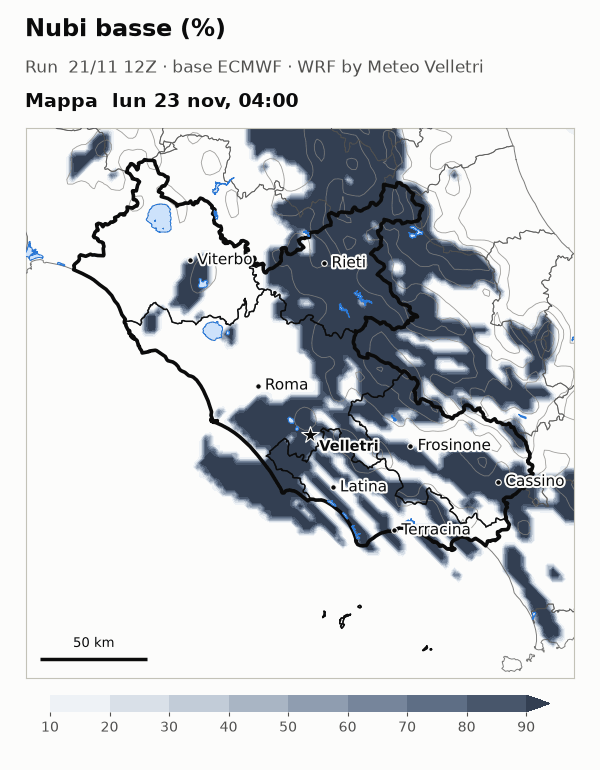 Nubi basse (%)
Run 21/11 12Z · base ECMWF · WRF by Meteo Velletri
Mappa lun 23 nov, 04:00
Viterbo
Rieti
Roma
Velletri
Frosinone
Cassino
Latina
Terracina
50 km
10 20 30 40 50 60 70 80 90